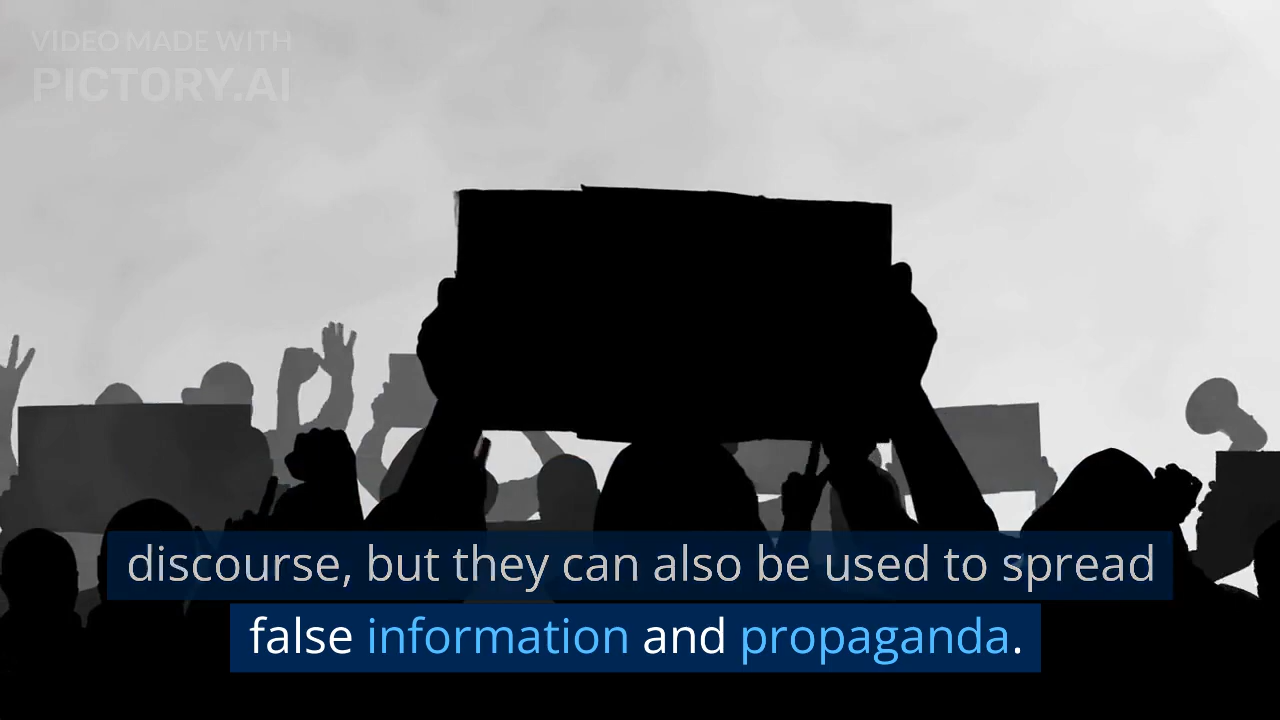 VIDEO MADE WITH
PICTORY.AI
discourse, but they can also be used to spread
false information and propaganda.